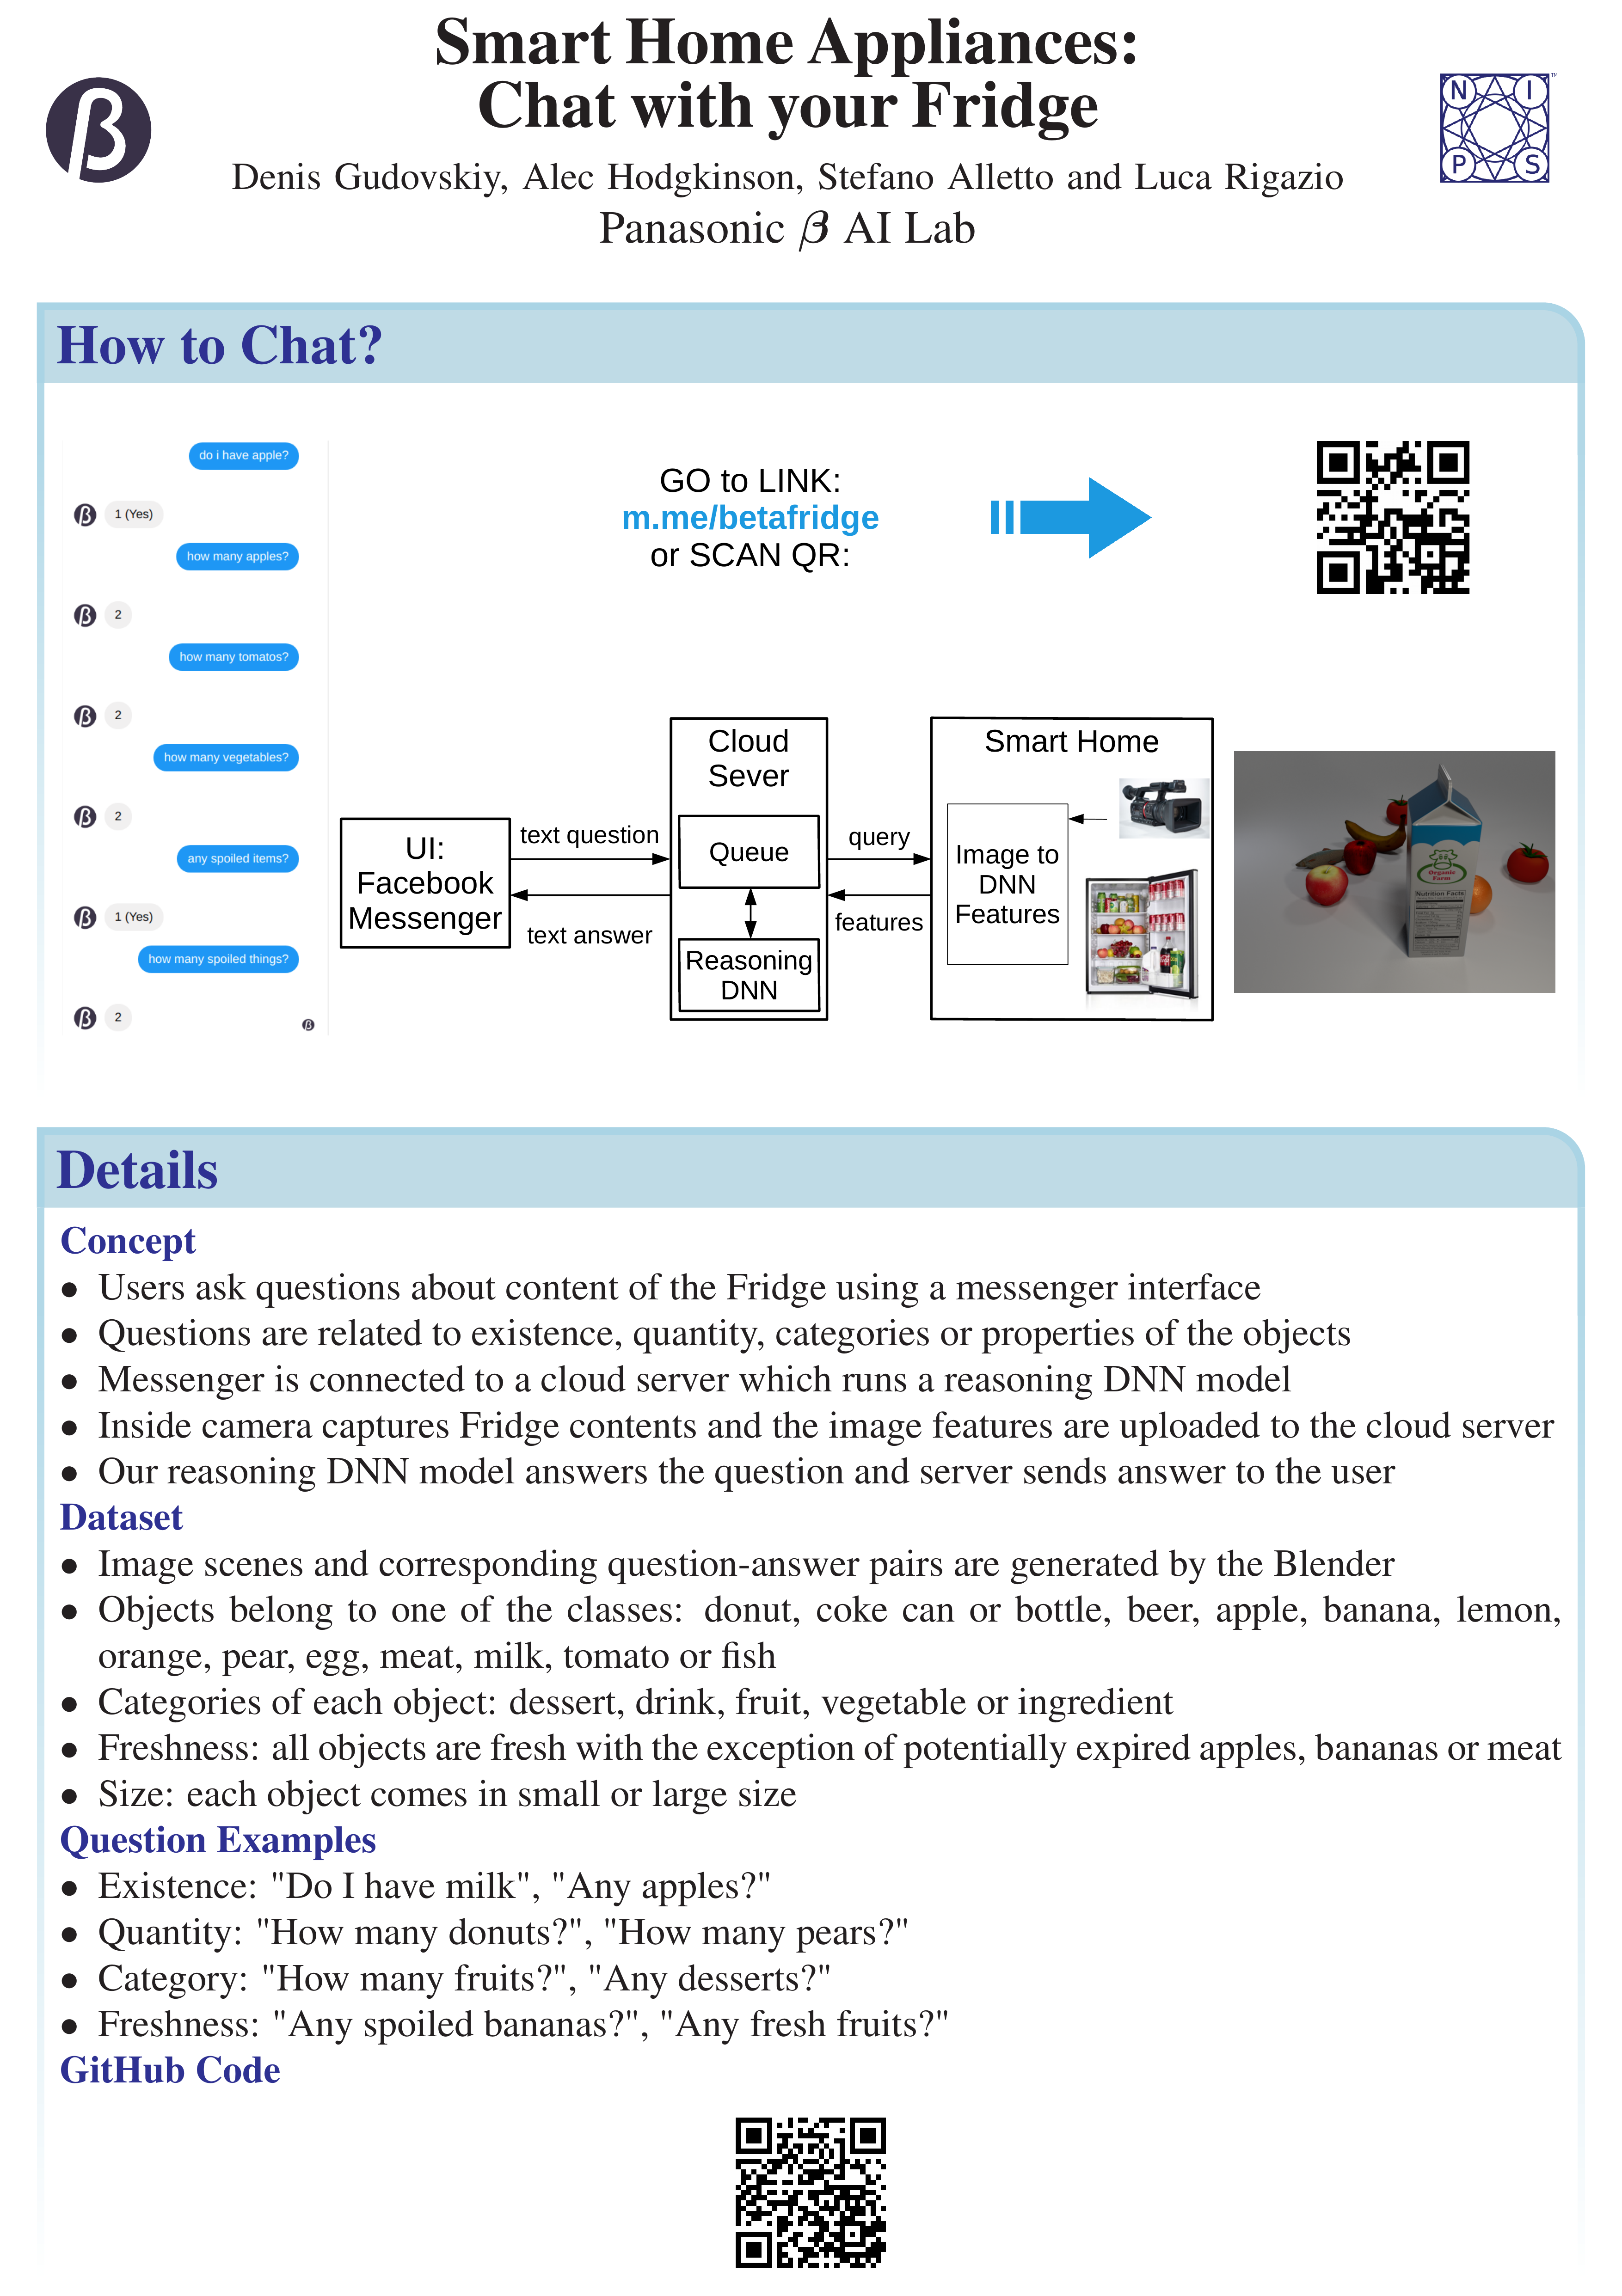 Smart Home Appliances:
Chat with your Fridge
Denis Gudovskiy, Alec Hodgkinson, Stefano Alletto and Luca Rigazio
Panasonic β AI Lab
β
N I
P S
TM
How to Chat?
do i have apple?
β 1 (Yes)
how many apples?
β 2
how many tomatos?
β 2
how many vegetables?
β 2
any spoiled items?
β 1 (Yes)
how many spoiled things?
β 2
β
GO to LINK:
m.me/betafridge
or SCAN QR:
UI:
Facebook
Messenger
text question
text answer
Cloud
Sever
Queue
Reasoning
DNN
query
features
Smart Home
Image to
DNN
Features
Organic
Farm
Nutrition Facts
Details
Concept
● Users ask questions about content of the Fridge using a messenger interface
● Questions are related to existence, quantity, categories or properties of the objects
● Messenger is connected to a cloud server which runs a reasoning DNN model
● Inside camera captures Fridge contents and the image features are uploaded to the cloud server
● Our reasoning DNN model answers the question and server sends answer to the user
Dataset
● Image scenes and corresponding question-answer pairs are generated by the Blender
● Objects belong to one of the classes: donut, coke can or bottle, beer, apple, banana, lemon,
orange, pear, egg, meat, milk, tomato or fish
● Categories of each object: dessert, drink, fruit, vegetable or ingredient
● Freshness: all objects are fresh with the exception of potentially expired apples, bananas or meat
● Size: each object comes in small or large size
Question Examples
● Existence: "Do I have milk", "Any apples?"
● Quantity: "How many donuts?", "How many pears?"
● Category: "How many fruits?", "Any desserts?"
● Freshness: "Any spoiled bananas?", "Any fresh fruits?"
GitHub Code